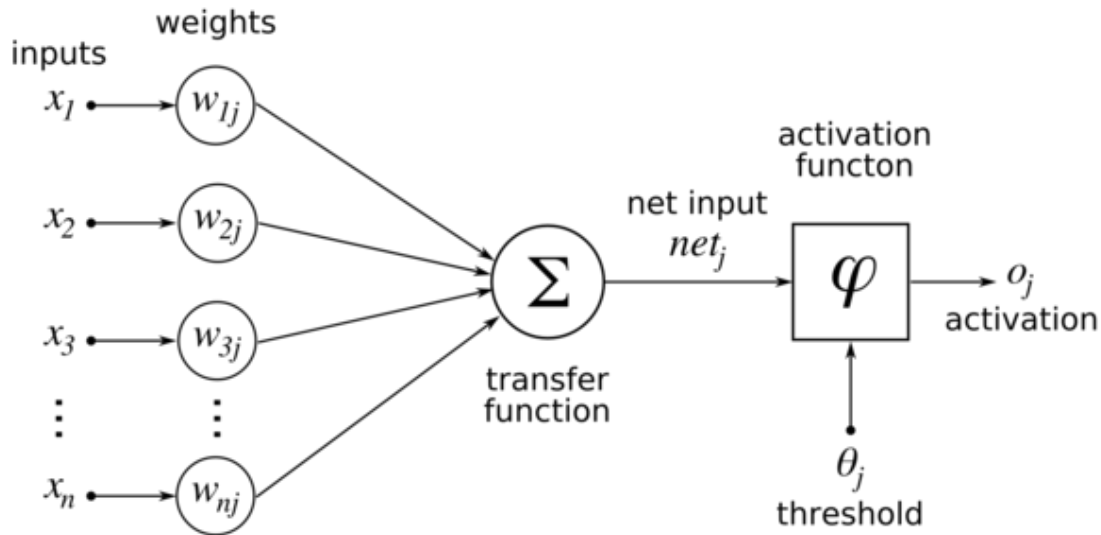 weights
inputs
x₁ w₁ⱼ
activation
functon
x₂ w₂ⱼ
net input
netⱼ
Σ
φ
oⱼ
activation
x₃ w₃ⱼ
transfer
function
⋮ ⋮
θⱼ
threshold
xₙ wₙⱼ